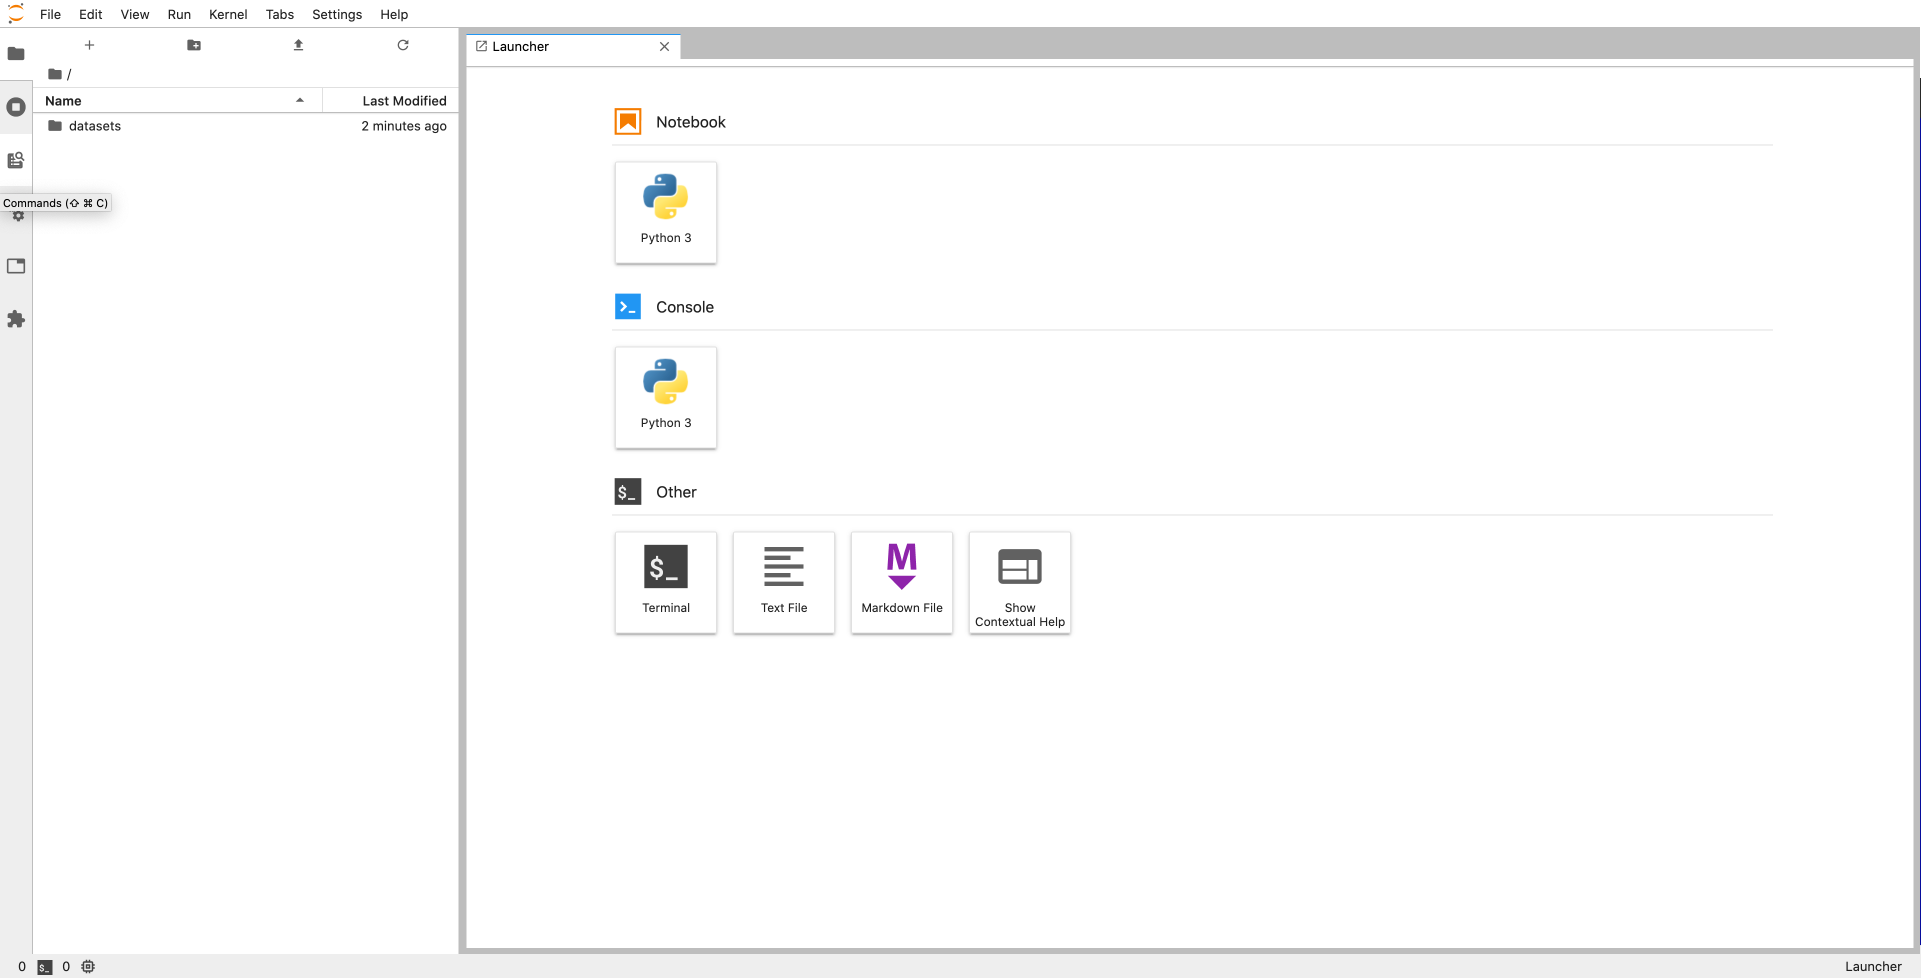 File Edit View Run Kernel Tabs Settings Help
Launcher
/
Name Last Modified
datasets 2 minutes ago
Commands (⇧ ⌘ C)
Notebook
Python 3
Console
Python 3
$_ Other
$_
Terminal
Text File
M
Markdown File
Show
Contextual Help
0 $_ 0 Launcher